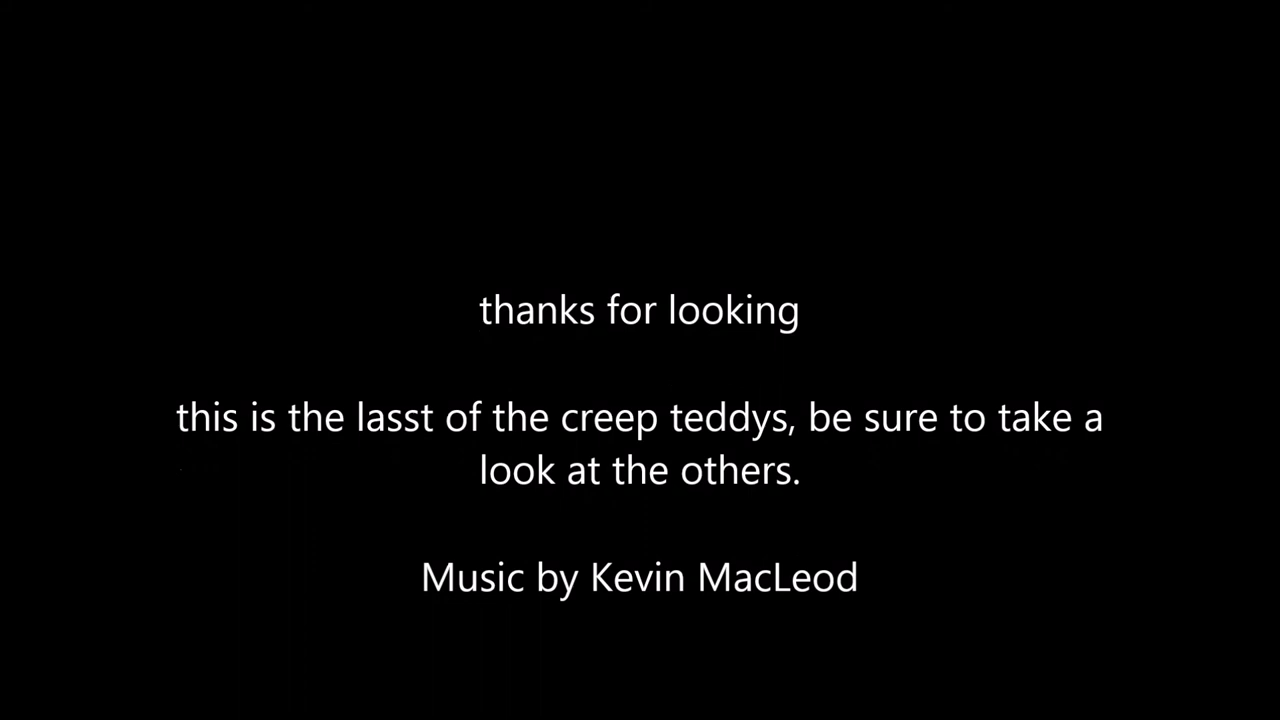 thanks for looking
this is the lasst of the creep teddys, be sure to take a
look at the others.
Music by Kevin MacLeod